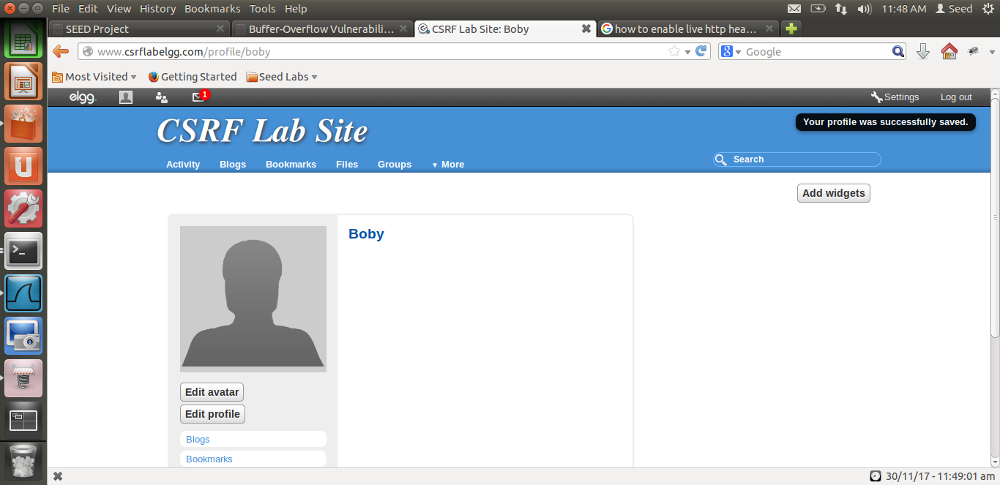 File Edit View History Bookmarks Tools Help 11:48 AM Seed
SEED Project Buffer-Overflow Vulnerabili... CSRF Lab Site: Boby how to enable live http hea...
www.csrflabelgg.com/profile/boby Google
Most Visited Getting Started Seed Labs
elgg. 1 Settings Log out
CSRF Lab Site
Your profile was successfully saved.
Activity Blogs Bookmarks Files Groups ▼ More Search
Add widgets
Boby
Edit avatar
Edit profile
Blogs
Bookmarks
30/11/17 - 11:49:01 am